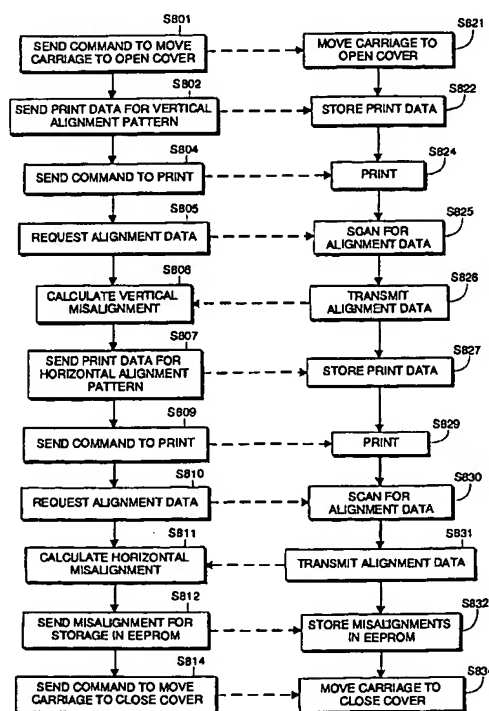 S801
SEND COMMAND TO MOVE
CARRIAGE TO OPEN COVER
S821
MOVE CARRIAGE TO
OPEN COVER
S802
SEND PRINT DATA FOR VERTICAL
ALIGNMENT PATTERN
S822
STORE PRINT DATA
S804
SEND COMMAND TO PRINT
S824
PRINT
S805
REQUEST ALIGNMENT DATA
S825
SCAN FOR
ALIGNMENT DATA
S806
CALCULATE VERTICAL
MISALIGNMENT
S826
TRANSMIT
ALIGNMENT DATA
S807
SEND PRINT DATA FOR
HORIZONTAL ALIGNMENT
PATTERN
S827
STORE PRINT DATA
S809
SEND COMMAND TO PRINT
S829
PRINT
S810
REQUEST ALIGNMENT DATA
S830
SCAN FOR
ALIGNMENT DATA
S811
CALCULATE HORIZONTAL
MISALIGNMENT
S831
TRANSMIT ALIGNMENT DATA
S812
SEND MISALIGNMENT FOR
STORAGE IN EEPROM
S832
STORE MISALIGNMENTS
IN EEPROM
S814
SEND COMMAND TO MOVE
CARRIAGE TO CLOSE COVER
MOVE CARRIAGE TO
CLOSE COVER